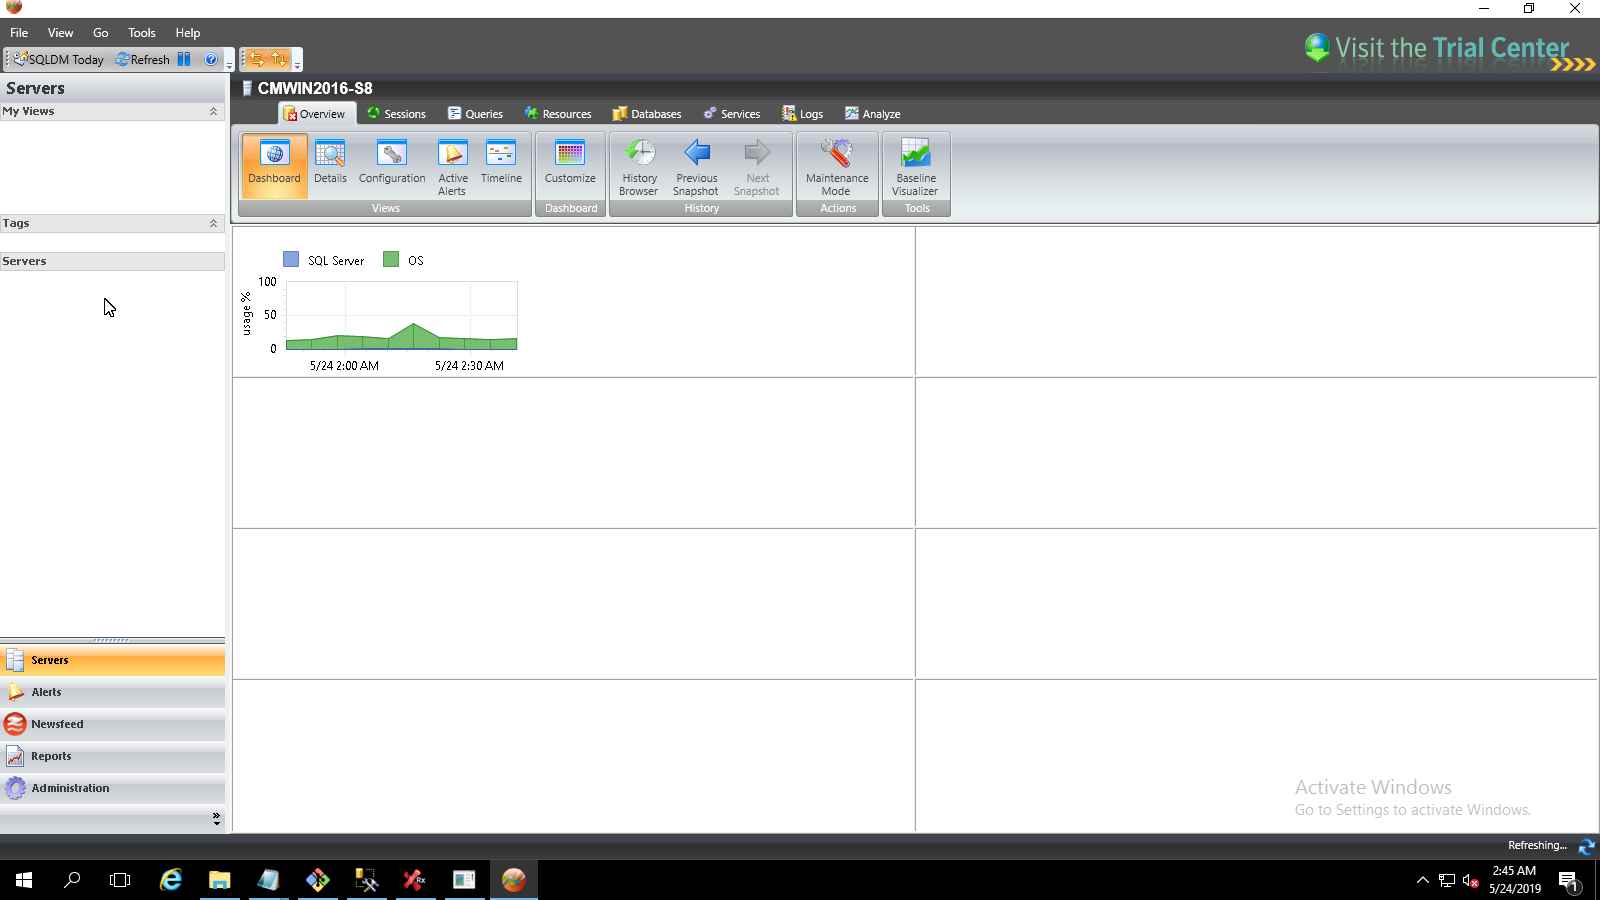 File View Go Tools Help
Visit the Trial Center
SQLDM Today Refresh
Servers
CMWIN2016-S8
My Views
Overview Sessions Queries Resources Databases Services Logs Analyze
Dashboard Details Configuration Active Alerts Timeline Customize History Browser Previous Snapshot Next Snapshot Maintenance Mode Baseline Visualizer
Views Dashboard History Actions Tools
Tags
Servers
SQL Server OS
100
50
0
usage %
5/24 2:00 AM 5/24 2:30 AM
Servers
Alerts
Newsfeed
Reports
Administration
Activate Windows
Go to Settings to activate Windows.
Refreshing...
2:45 AM
5/24/2019
1